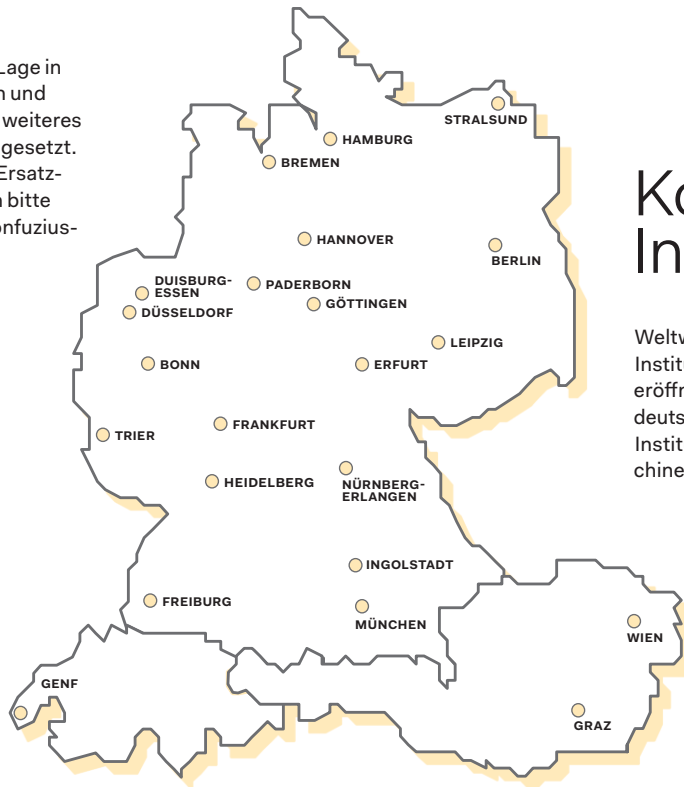 Lage in
und
weiteres
gesetzt.
Ersatz-
bitte
onfuzius-
STRALSUND
HAMBURG
BREMEN
HANNOVER
BERLIN
DUISBURG-
ESSEN
PADERBORN
GÖTTINGEN
DÜSSELDORF
LEIPZIG
BONN
ERFURT
FRANKFURT
TRIER
HEIDELBERG
NÜRNBERG-
ERLANGEN
INGOLSTADT
FREIBURG
MÜNCHEN
WIEN
GENF
GRAZ
Ko
In
Weltw
Institu
eröffn
deuts
Instit
chine